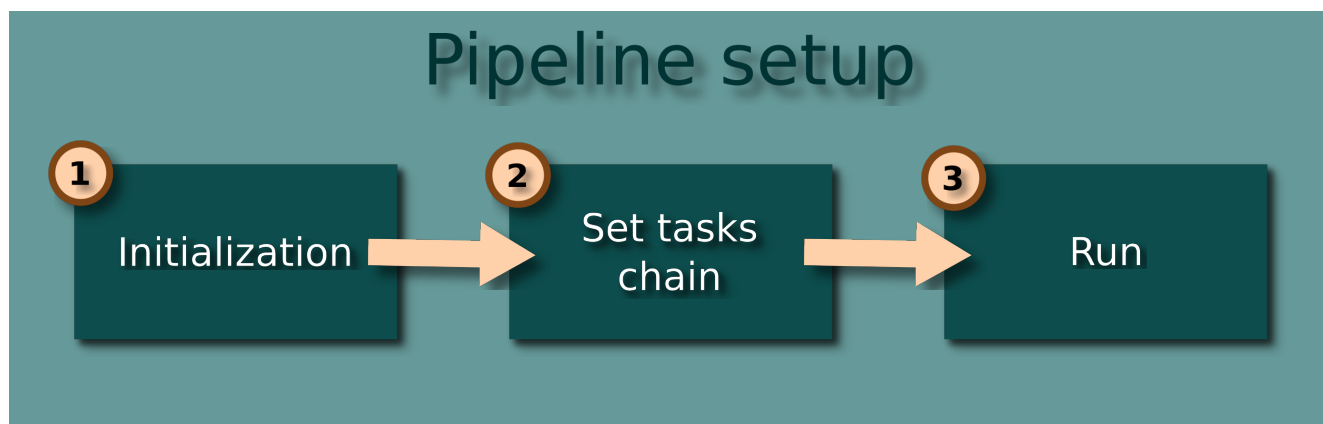 Pipeline setup
1
Initialization
2
Set tasks
chain
3
Run